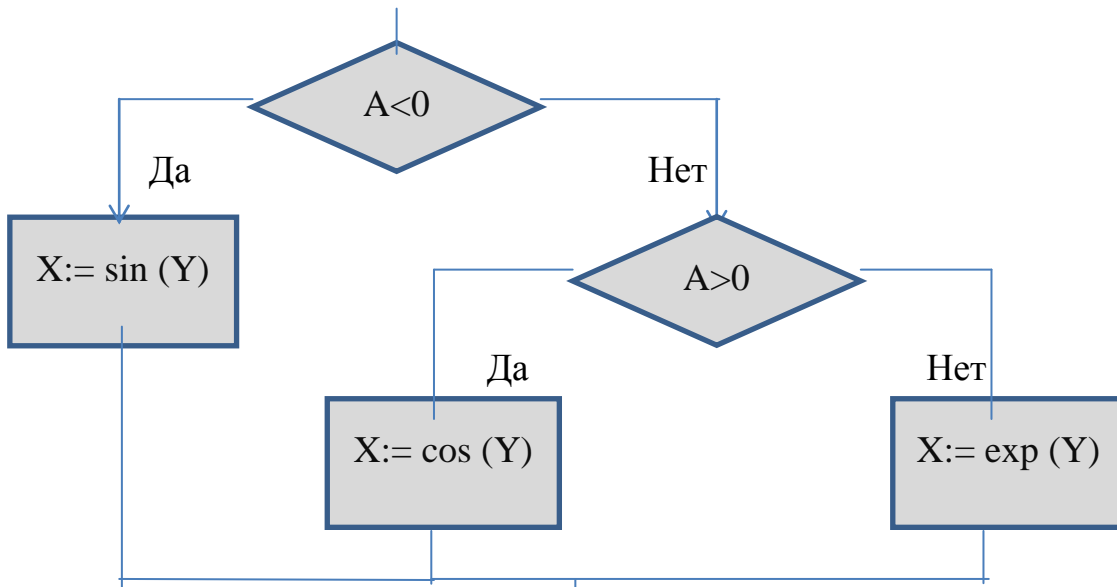 A<0
Да
Нет
X:= sin (Y)
A>0
Да
Нет
X:= cos (Y)
X:= exp (Y)